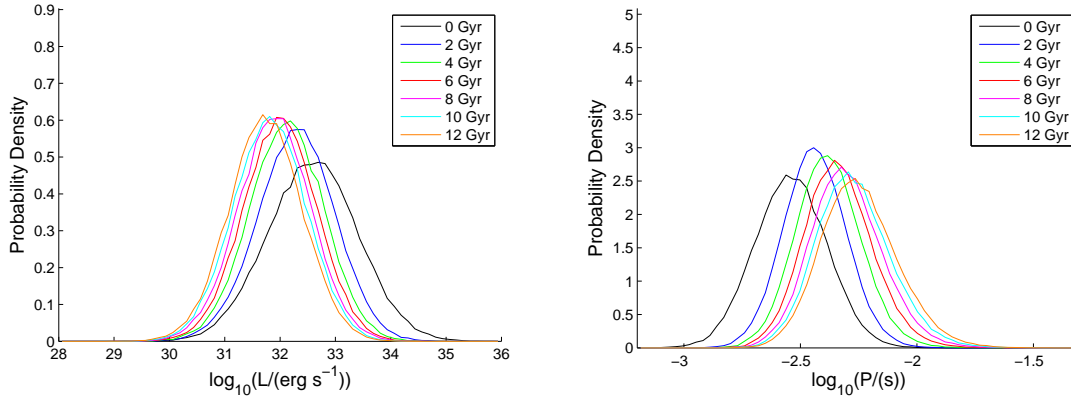 0.9
0.8
0.7
0.6
0.5
0.4
0.3
0.2
0.1
0
Probability Density
28 29 30 31 32 33 34 35 36
log10(L/(erg s−1))
0 Gyr
2 Gyr
4 Gyr
6 Gyr
8 Gyr
10 Gyr
12 Gyr
5
4.5
4
3.5
3
2.5
2
1.5
1
0.5
0
Probability Density
−3 −2.5 −2 −1.5
log10(P/(s))
0 Gyr
2 Gyr
4 Gyr
6 Gyr
8 Gyr
10 Gyr
12 Gyr